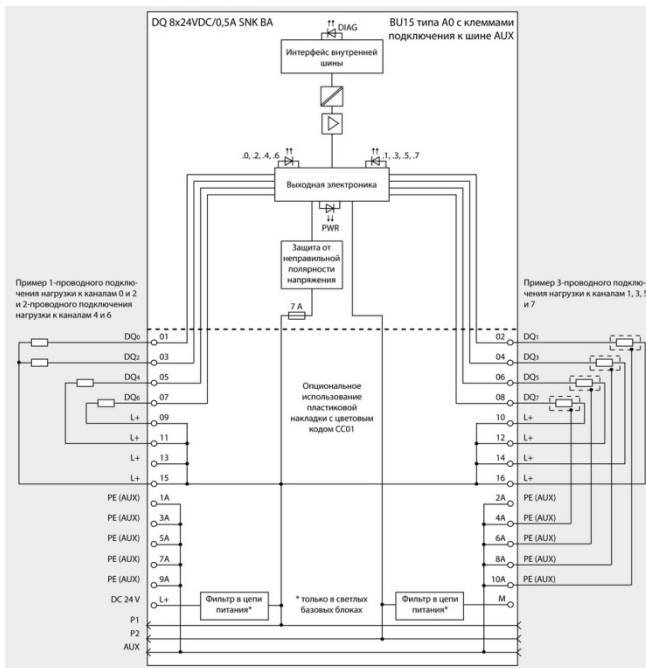 DQ 8x24VDC/0,5A SNK BA
BU15 типа A0 с клеммами
подключения к шине AUX
DIAG
Интерфейс внутренней
шины
.0, .2, .4, .6
.1, .3, .5, .7
Выходная электроника
PWR
Защита от
неправильной
полярности
напряжения
7 A
Пример 1-проводного подклю-
чения нагрузки к каналам 0 и 2
и 2-проводного подключения
нагрузки к каналам 4 и 6
Пример 3-проводного подклю-
чения нагрузки к каналам 1, 3, 5
и 7
DQ0 01
02 DQ1
DQ2 03
04 DQ3
DQ4 05
06 DQ5
DQ6 07
08 DQ7
L+ 09
10 L+
L+ 11
12 L+
L+ 13
14 L+
L+ 15
16 L+
Опциональное
использование
пластиковой
накладки с цветовым
кодом CC01
PE (AUX) 1A
2A PE (AUX)
PE (AUX) 3A
4A PE (AUX)
PE (AUX) 5A
6A PE (AUX)
PE (AUX) 7A
8A PE (AUX)
PE (AUX) 9A
10A PE (AUX)
DC 24 V L+
Фильтр в цепи
питания*
* только в светлых
базовых блоках
Фильтр в цепи
питания*
M
P1
P2
AUX